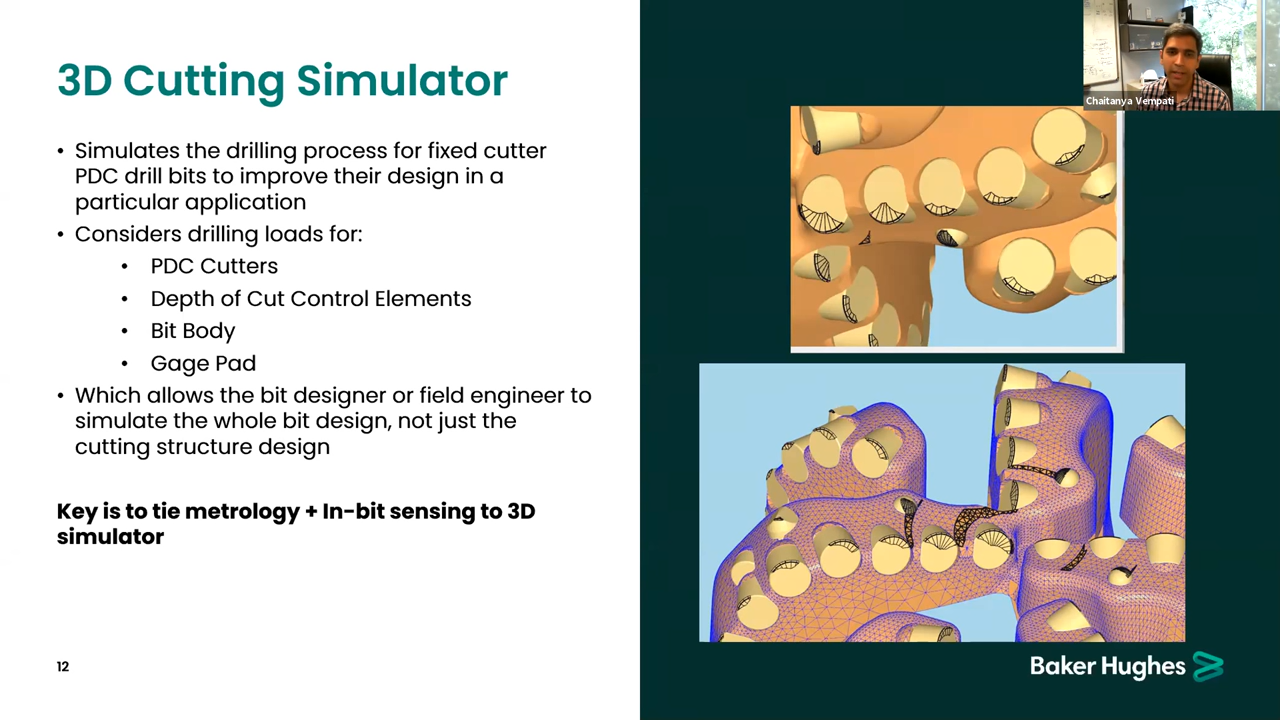 3D Cutting Simulator
• Simulates the drilling process for fixed cutter
PDC drill bits to improve their design in a
particular application
• Considers drilling loads for:
• PDC Cutters
• Depth of Cut Control Elements
• Bit Body
• Gage Pad
• Which allows the bit designer or field engineer to
simulate the whole bit design, not just the
cutting structure design
Key is to tie metrology + In-bit sensing to 3D
simulator
12
Chaitanya Vempati
Baker Hughes